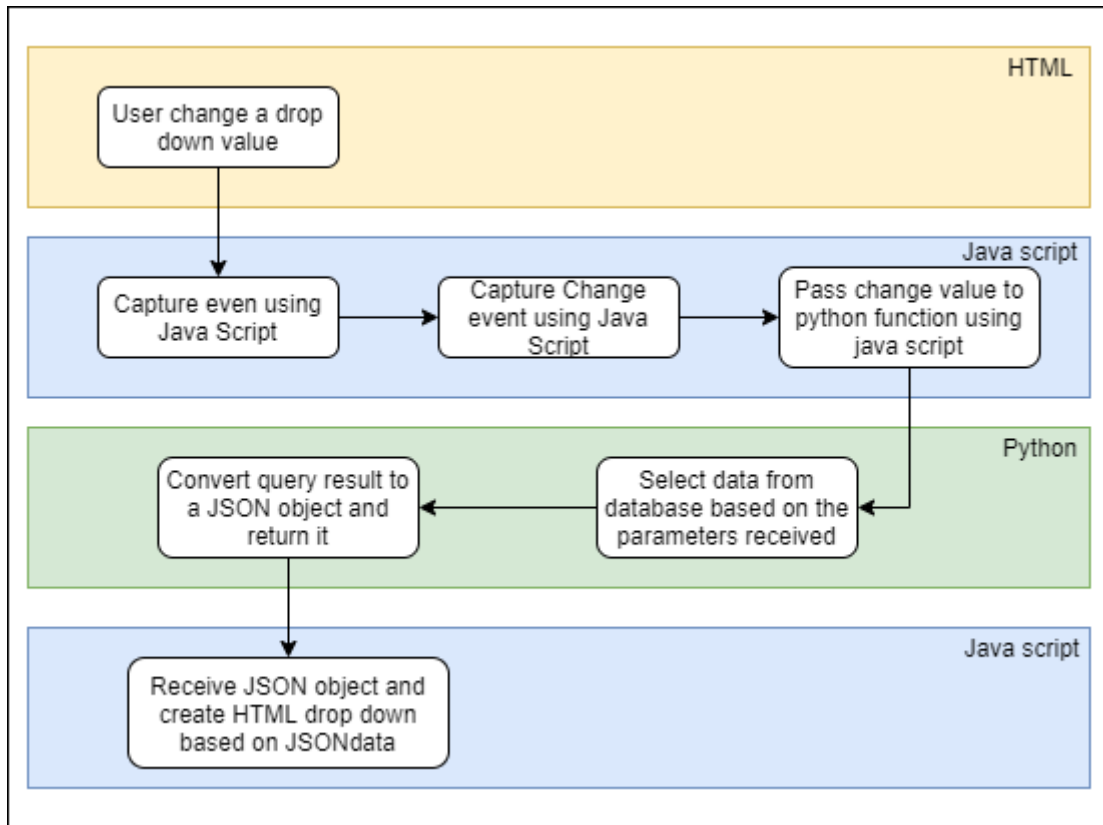 HTML
User change a drop
down value
Java script
Capture even using
Java Script
Capture Change
event using Java
Script
Pass change value to
python function using
java script
Python
Select data from
database based on the
parameters received
Convert query result to
a JSON object and
return it
Java script
Receive JSON object and
create HTML drop down
based on JSONdata